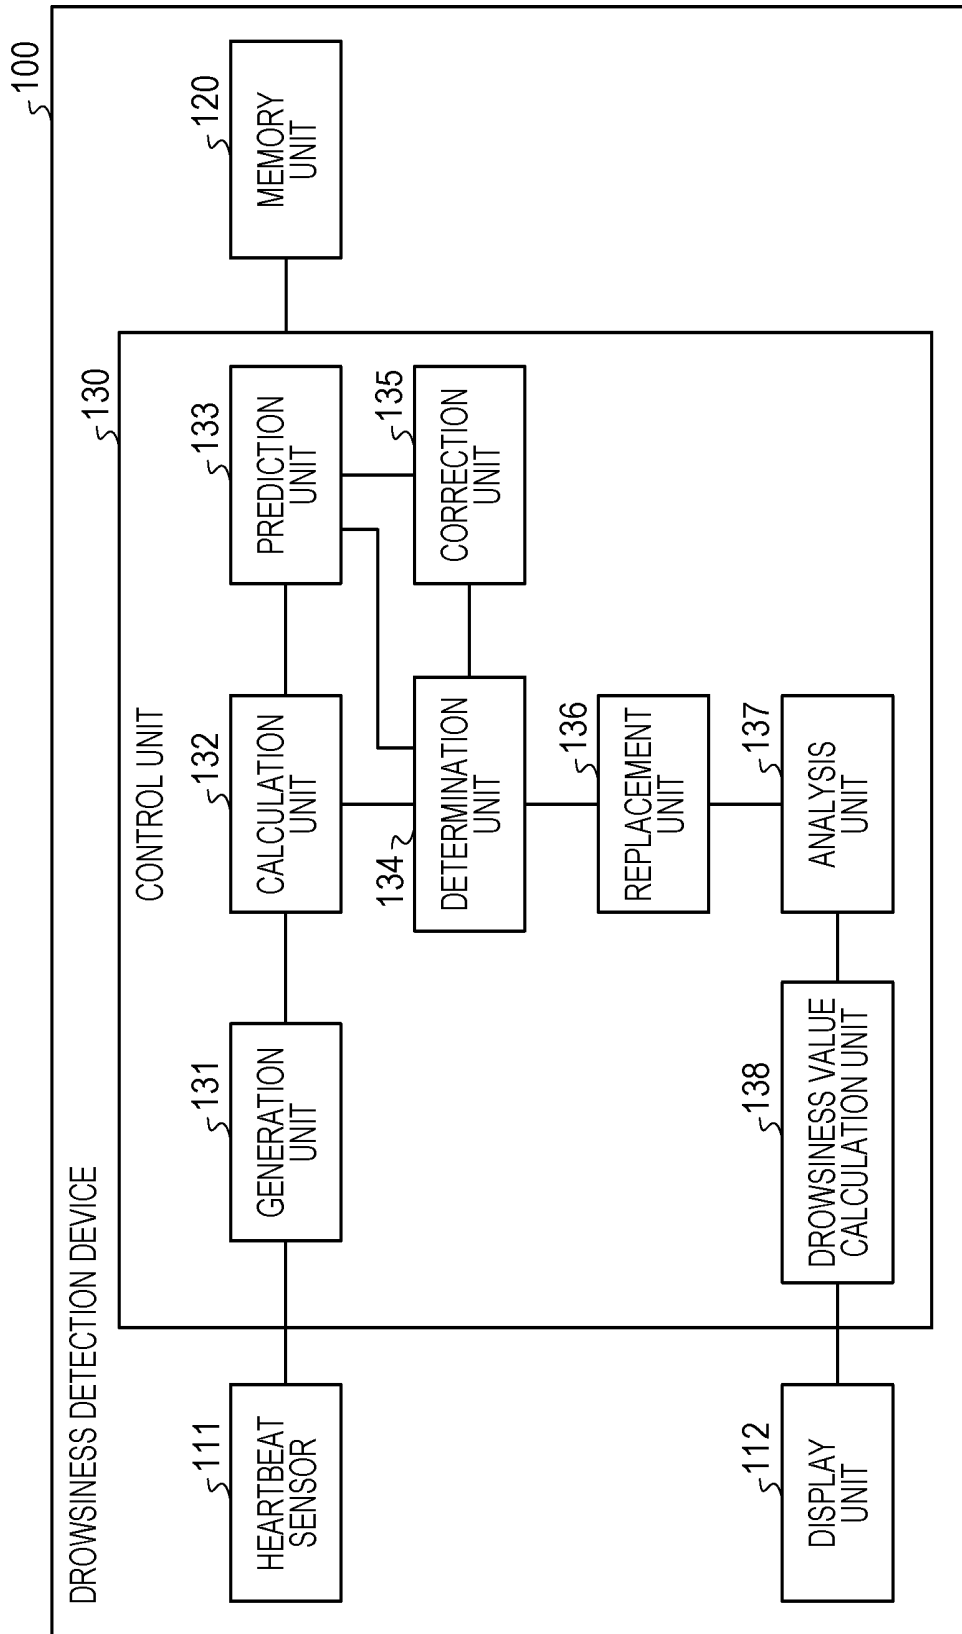 100
DROWSINESS DETECTION DEVICE
130
CONTROL UNIT
111
HEARTBEAT
SENSOR
131
GENERATION
UNIT
132
CALCULATION
UNIT
133
PREDICTION
UNIT
120
MEMORY
UNIT
134
DETERMINATION
UNIT
135
CORRECTION
UNIT
136
REPLACEMENT
UNIT
112
DISPLAY
UNIT
138
DROWSINESS VALUE
CALCULATION UNIT
137
ANALYSIS
UNIT